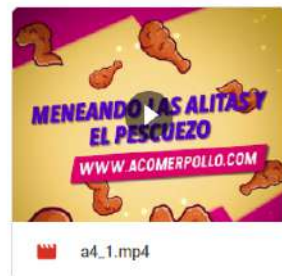 MENEANDO LAS ALITAS Y
EL PESCUEZO
WWW.ACOMERPOLLO.COM
a4_1.mp4